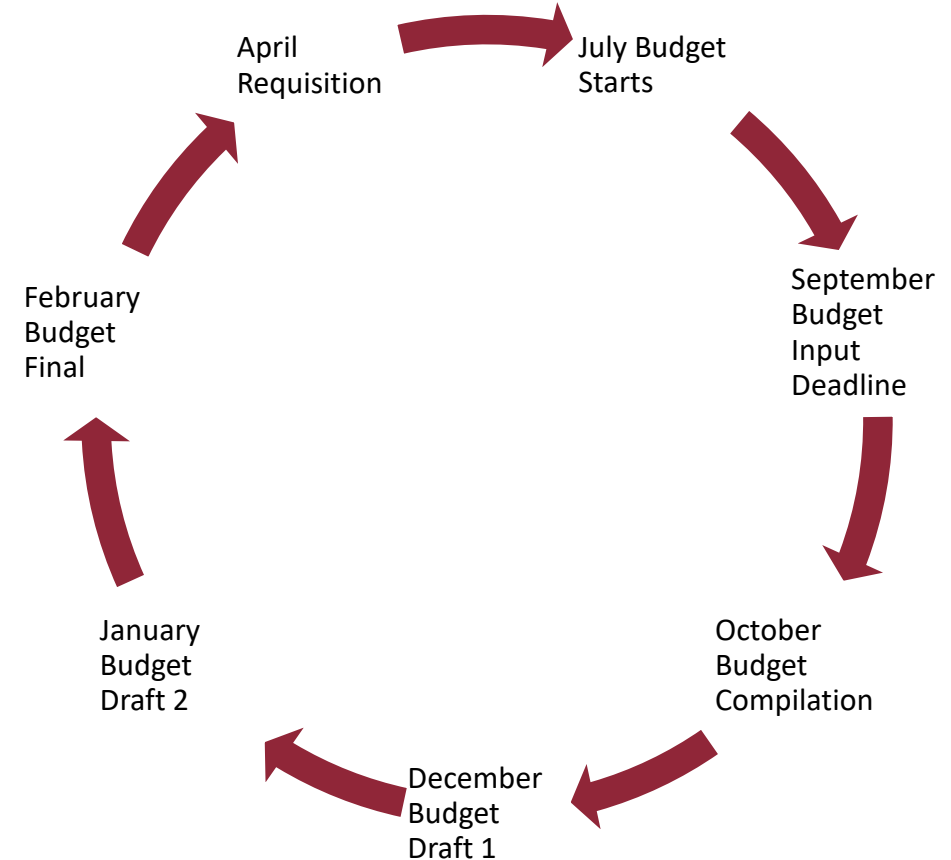 April
Requisition
July Budget
Starts
September
Budget
Input
Deadline
October
Budget
Compilation
December
Budget
Draft 1
January
Budget
Draft 2
February
Budget
Final